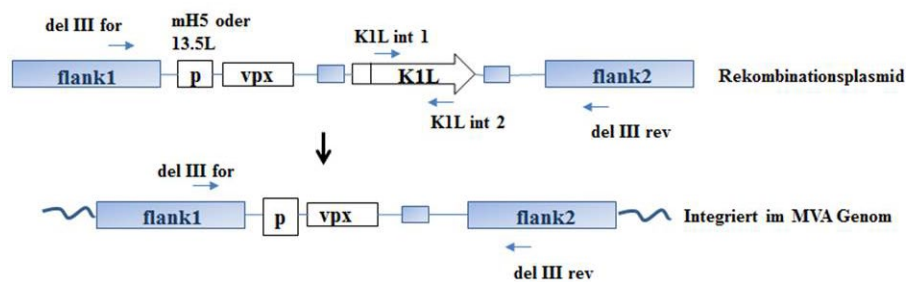 del III for
mH5 oder
13.5L
K1L int 1
flank1
p
vpx
K1L
flank2
Rekombinationsplasmid
K1L int 2
del III rev
del III for
flank1
p
vpx
flank2
Integriert im MVA Genom
del III rev